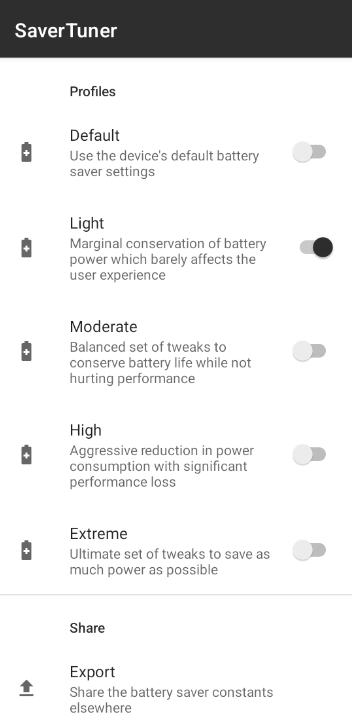 SaverTuner
Profiles
Default
Use the device's default battery
saver settings
Light
Marginal conservation of battery
power which barely affects the
user experience
Moderate
Balanced set of tweaks to
conserve battery life while not
hurting performance
High
Aggressive reduction in power
consumption with significant
performance loss
Extreme
Ultimate set of tweaks to save as
much power as possible
Share
Export
Share the battery saver constants
elsewhere